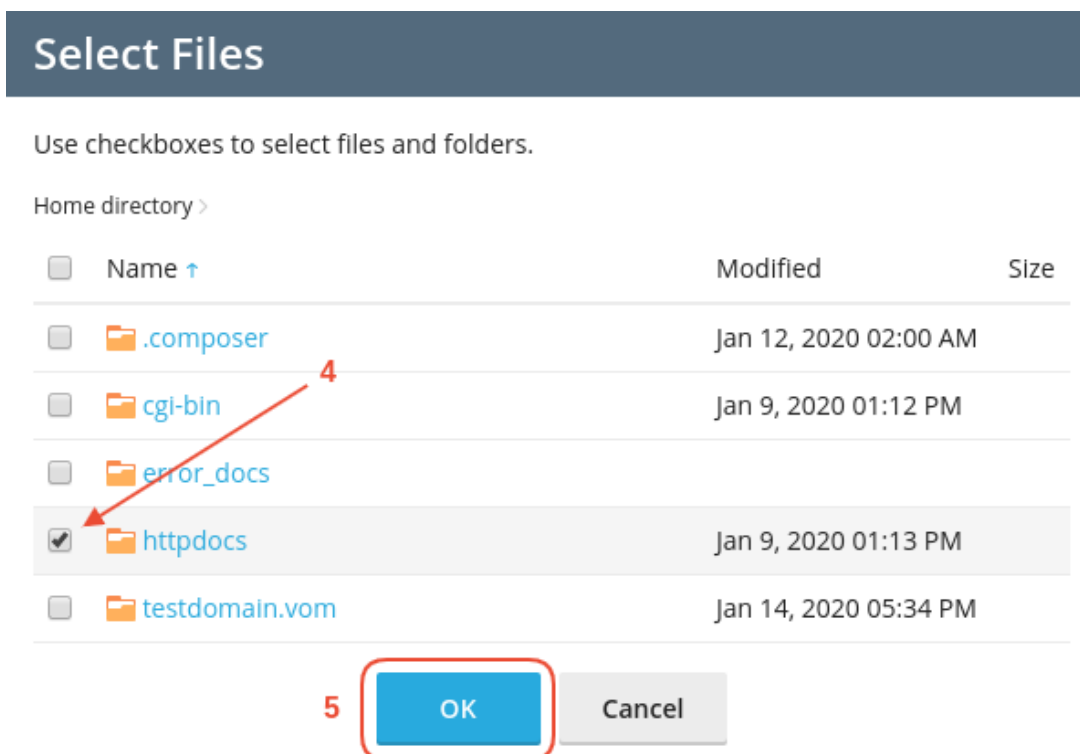 Select Files
Use checkboxes to select files and folders.
Home directory >
Name ↑ Modified Size
.composer Jan 12, 2020 02:00 AM
4
cgi-bin Jan 9, 2020 01:12 PM
error_docs
httpdocs Jan 9, 2020 01:13 PM
testdomain.vom Jan 14, 2020 05:34 PM
5 OK Cancel